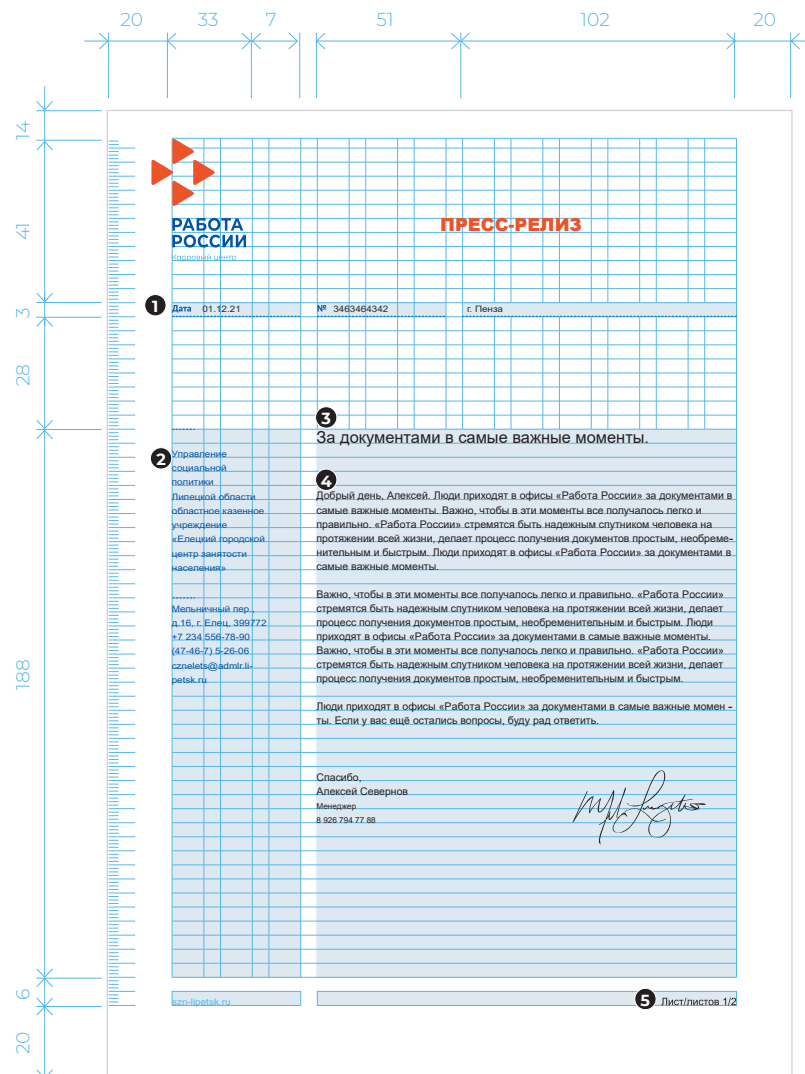 20 33 7 51 102 20
14
41
3
28
188
6
20
РАБОТА
РОССИИ
Кадровый центр
ПРЕСС-РЕЛИЗ
1
Дата 01.12.21 № 3463464342 г. Пенза
2
Управление
социальной
политики
Липецкой области
областное казенное
учреждение
«Елецкий городской
центр занятости
населения»
Мельничный пер.,
д.16, г. Елец, 399772
+7 234 556-78-90
(47-46-7) 5-26-06
cznelets@admlr.li-
petsk.ru
3
За документами в самые важные моменты.
4
Добрый день, Алексей. Люди приходят в офисы «Работа России» за документами в
самые важные моменты. Важно, чтобы в эти моменты все получалось легко и
правильно. «Работа России» стремятся быть надежным спутником человека на
протяжении всей жизни, делает процесс получения документов простым, необреме-
нительным и быстрым. Люди приходят в офисы «Работа России» за документами в
самые важные моменты.
Важно, чтобы в эти моменты все получалось легко и правильно. «Работа России»
стремятся быть надежным спутником человека на протяжении всей жизни, делает
процесс получения документов простым, необременительным и быстрым. Люди
приходят в офисы «Работа России» за документами в самые важные моменты.
Важно, чтобы в эти моменты все получалось легко и правильно. «Работа России»
стремятся быть надежным спутником человека на протяжении всей жизни, делает
процесс получения документов простым, необременительным и быстрым.
Люди приходят в офисы «Работа России» за документами в самые важные момен -
ты. Если у вас ещё остались вопросы, буду рад ответить.
Спасибо,
Алексей Севернов
Менеджер
8 926 794 77 88
szn-lipetsk.ru
5
Лист/листов 1/2